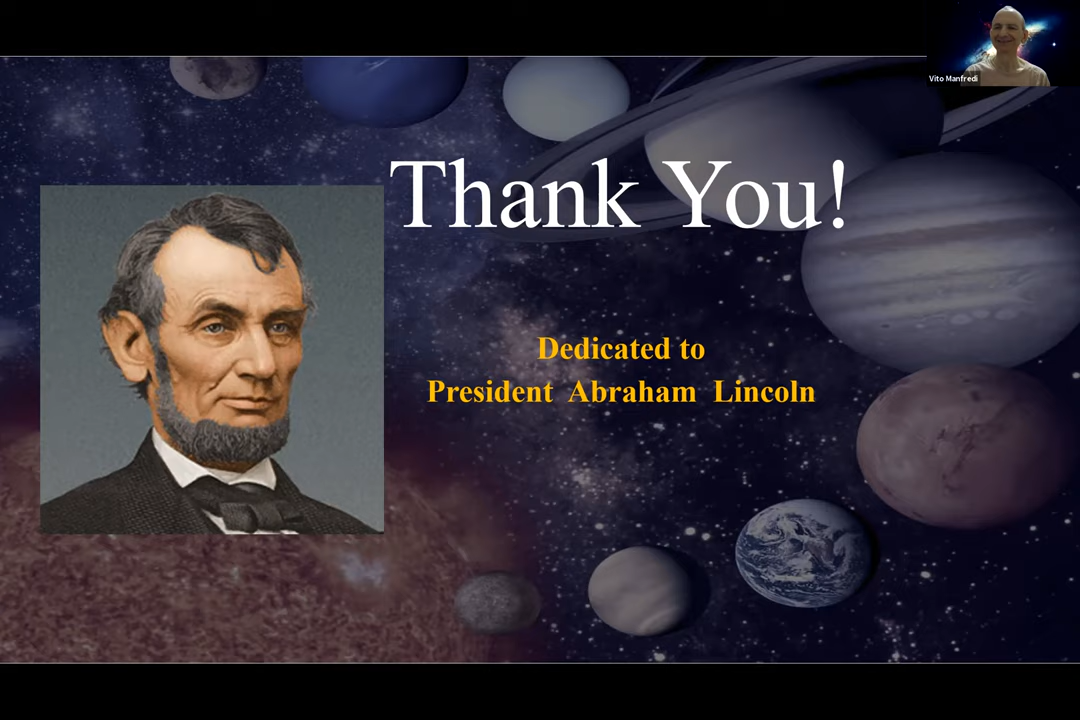 Vito Manfredi
Thank You!
Dedicated to
President Abraham Lincoln